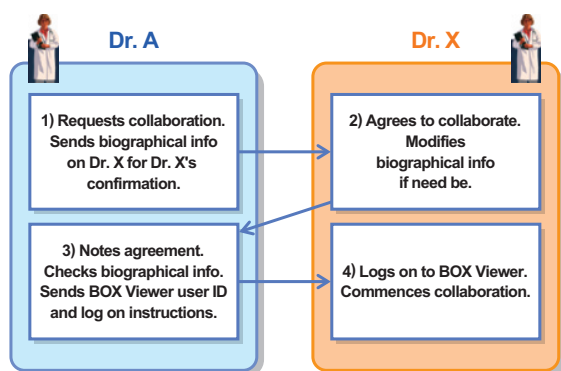 Dr. A
Dr. X
1) Requests collaboration.
Sends biographical info
on Dr. X for Dr. X's
confirmation.
2) Agrees to collaborate.
Modifies
biographical info
if need be.
3) Notes agreement.
Checks biographical info.
Sends BOX Viewer user ID
and log on instructions.
4) Logs on to BOX Viewer.
Commences collaboration.